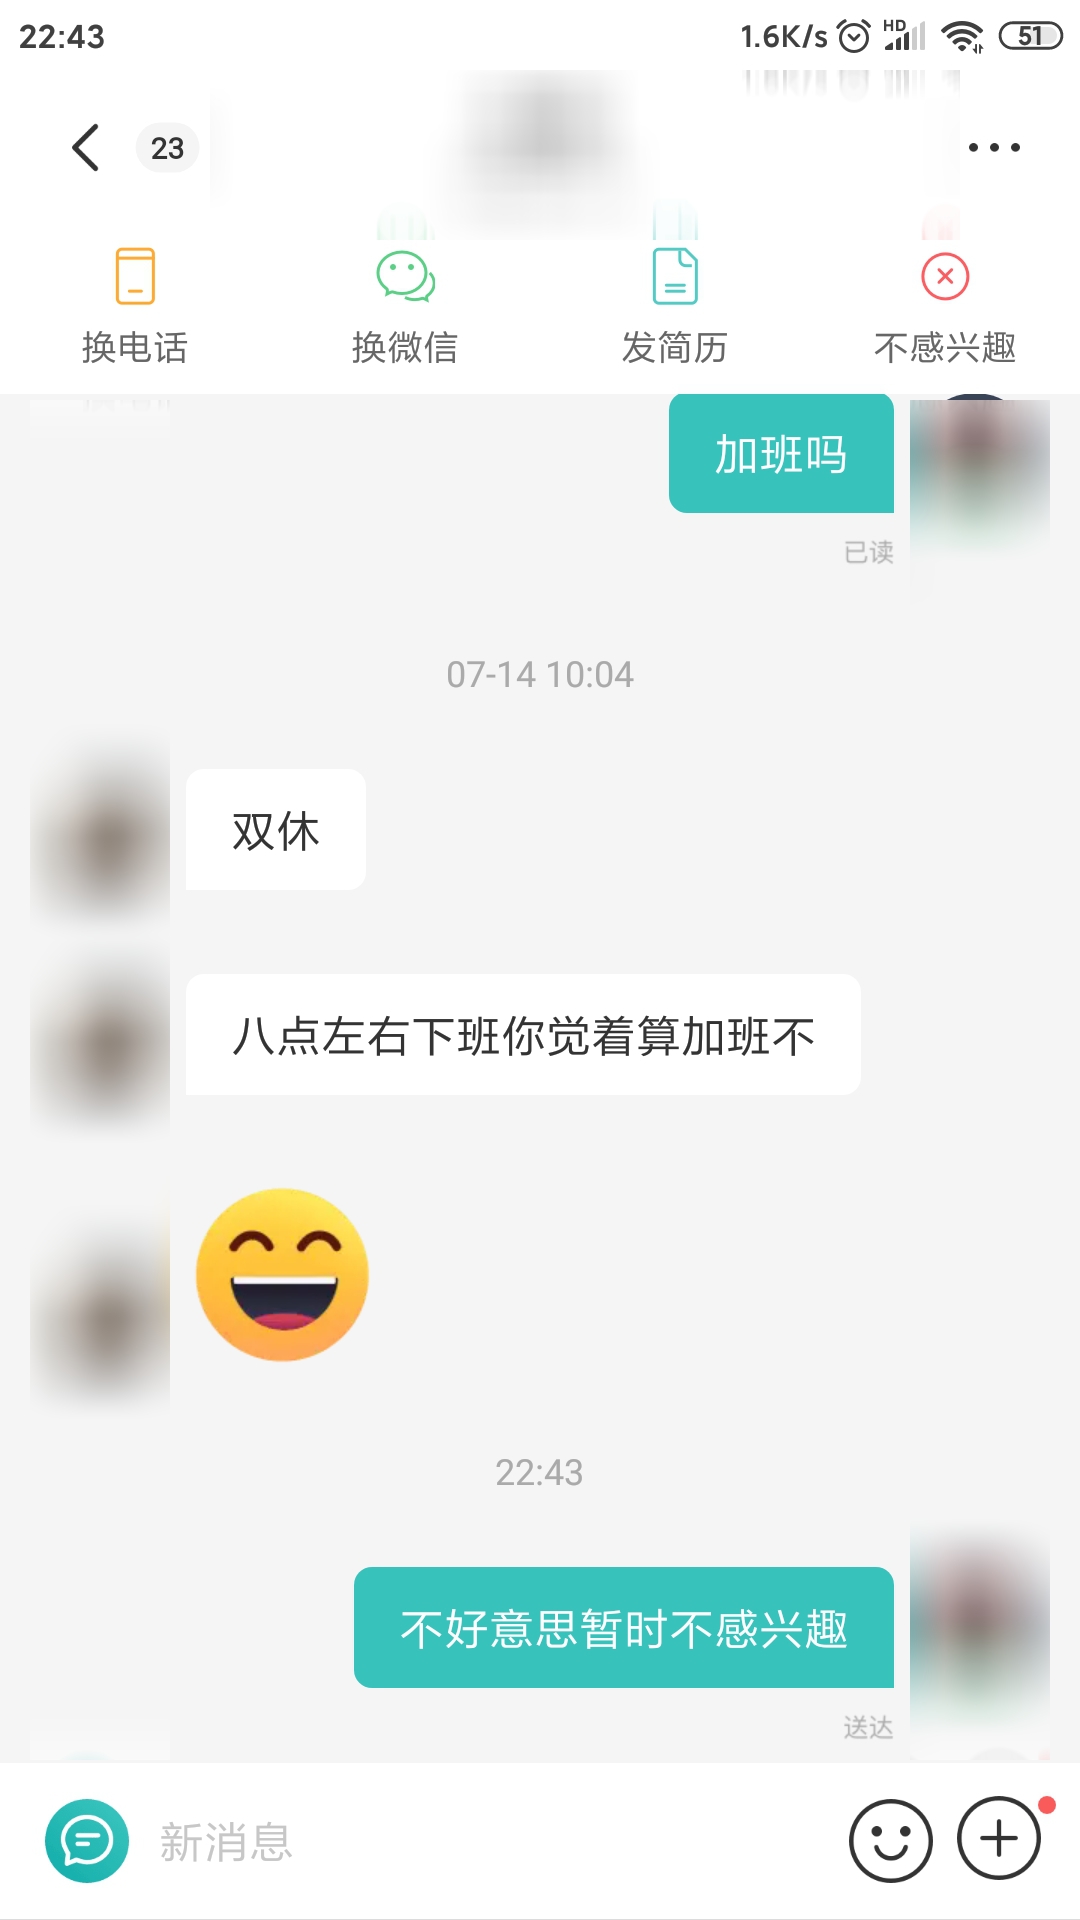 22:43
1.6K/s HD 51
23
换电话
换微信
发简历
不感兴趣
加班吗
已读
07-14 10:04
双休
八点左右下班你觉着算加班不
22:43
不好意思暂时不感兴趣
送达
新消息